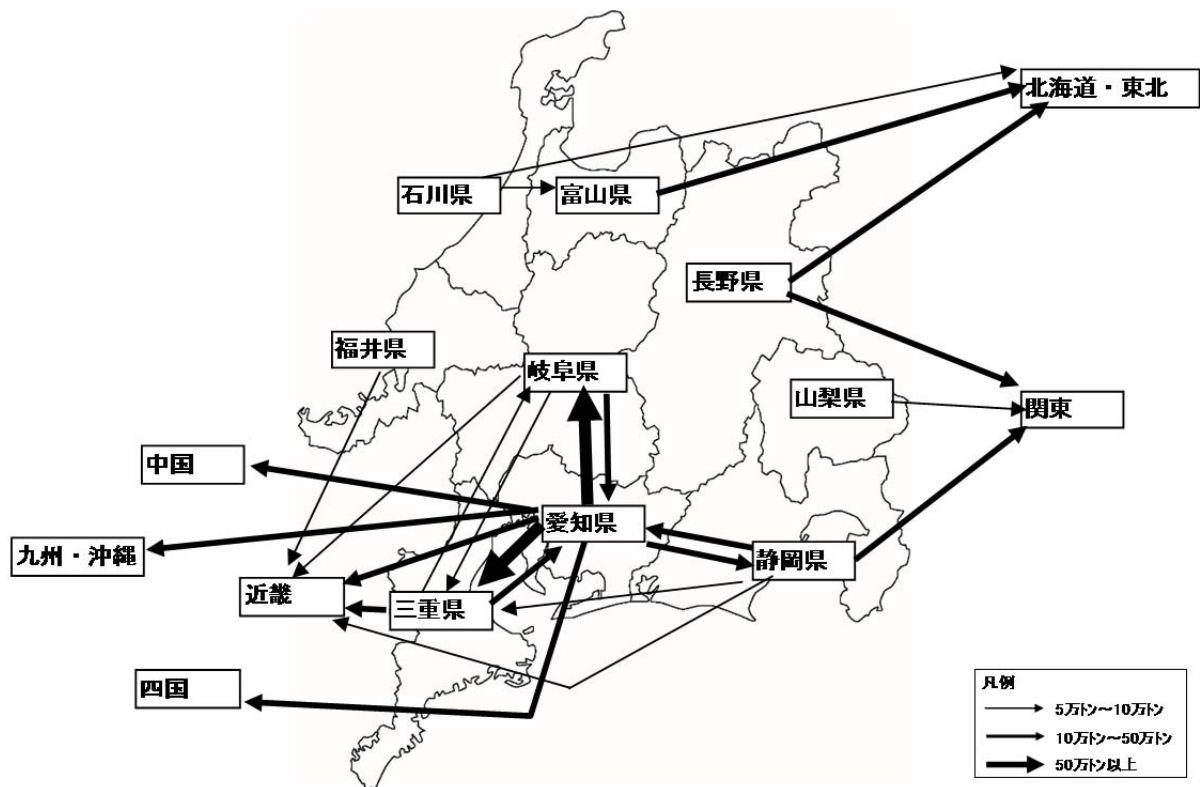 北海道・東北
石川県
富山県
長野県
福井県
岐阜県
山梨県
関東
中国
愛知県
九州・沖縄
静岡県
近畿
三重県
四国
凡例
5万トン～10万トン
10万トン～50万トン
50万トン以上